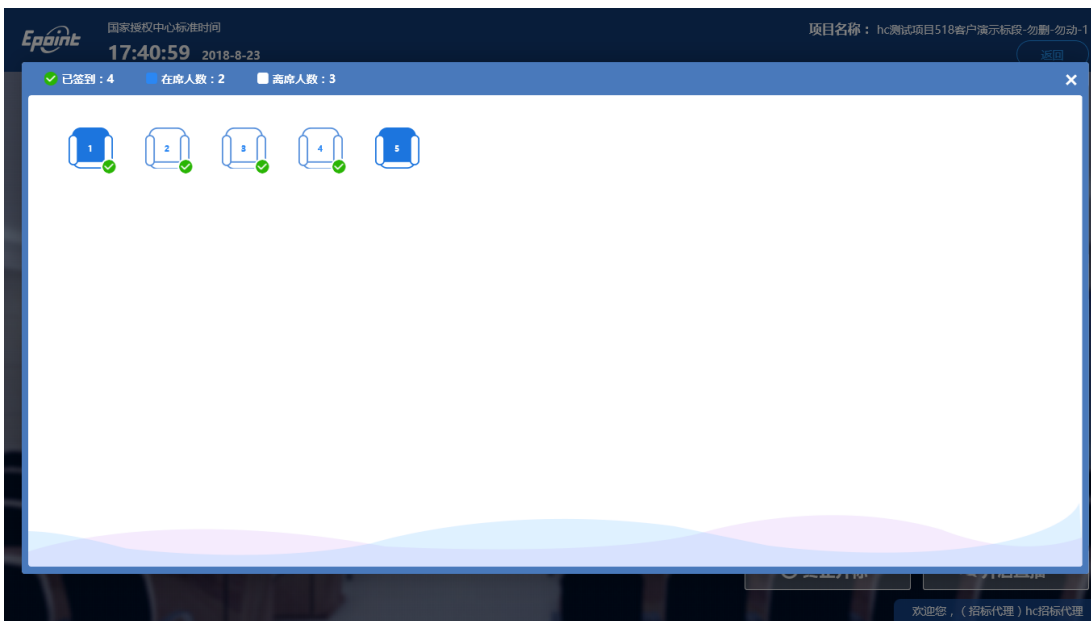 Epoint
国家授权中心标准时间
17:40:59 2018-8-23
项目名称：hc测试项目518客户演示标段-勿删-勿动-1
返回
已签到：4 在席人数：2 离席人数：3
1 2 3 4 5
欢迎您，（招标代理）hc招标代理